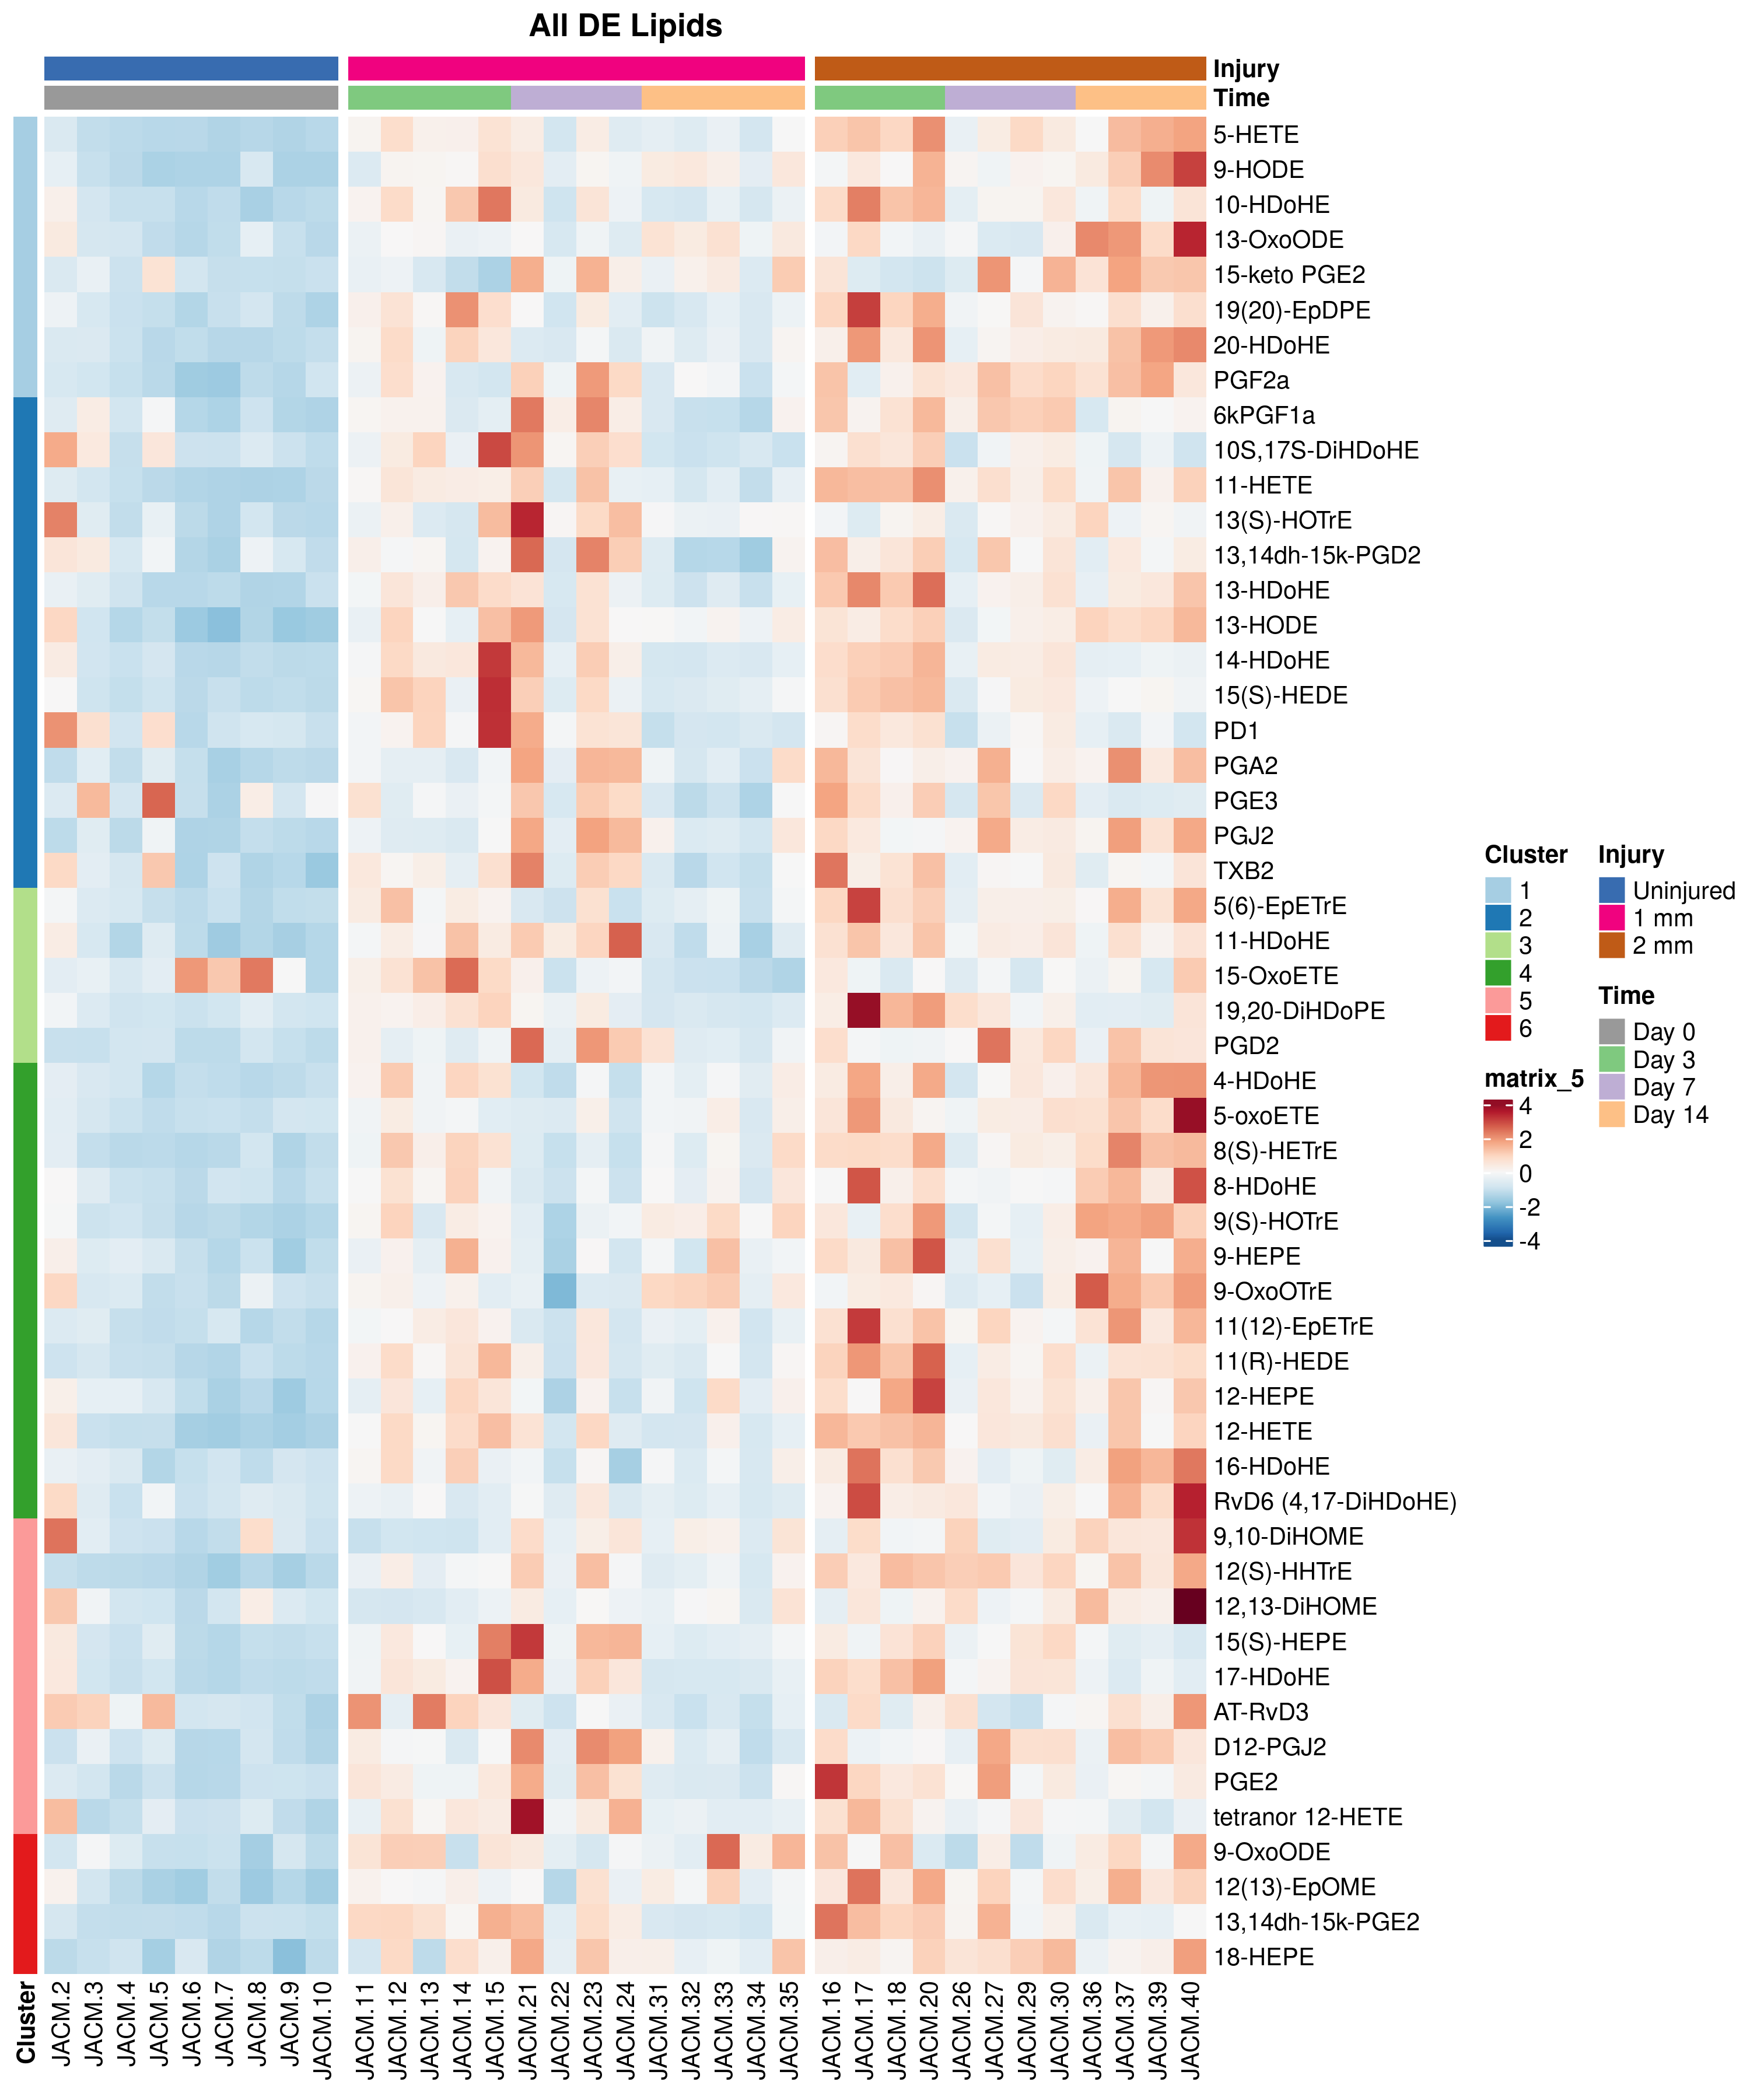 All DE Lipids
Injury
Time
5-HETE
9-HODE
10-HDoHE
13-OxoODE
15-keto PGE2
19(20)-EpDPE
20-HDoHE
PGF2a
6kPGF1a
10S,17S-DiHDoHE
11-HETE
13(S)-HOTrE
13,14dh-15k-PGD2
13-HDoHE
13-HODE
14-HDoHE
15(S)-HEDE
PD1
PGA2
PGE3
PGJ2
TXB2
5(6)-EpETrE
11-HDoHE
15-OxoETE
19,20-DiHDoPE
PGD2
4-HDoHE
5-oxoETE
8(S)-HETrE
8-HDoHE
9(S)-HOTrE
9-HEPE
9-OxoOTrE
11(12)-EpETrE
11(R)-HEDE
12-HEPE
12-HETE
16-HDoHE
RvD6 (4,17-DiHDoHE)
9,10-DiHOME
12(S)-HHTrE
12,13-DiHOME
15(S)-HEPE
17-HDoHE
AT-RvD3
D12-PGJ2
PGE2
tetranor 12-HETE
9-OxoODE
12(13)-EpOME
13,14dh-15k-PGE2
18-HEPE
Cluster
JACM.2
JACM.3
JACM.4
JACM.5
JACM.6
JACM.7
JACM.8
JACM.9
JACM.10
JACM.11
JACM.12
JACM.13
JACM.14
JACM.15
JACM.21
JACM.22
JACM.23
JACM.24
JACM.31
JACM.32
JACM.33
JACM.34
JACM.35
JACM.16
JACM.17
JACM.18
JACM.20
JACM.26
JACM.27
JACM.29
JACM.30
JACM.36
JACM.37
JACM.39
JACM.40
Cluster
1
2
3
4
5
6
matrix_5
4
2
0
-2
-4
Injury
Uninjured
1 mm
2 mm
Time
Day 0
Day 3
Day 7
Day 14